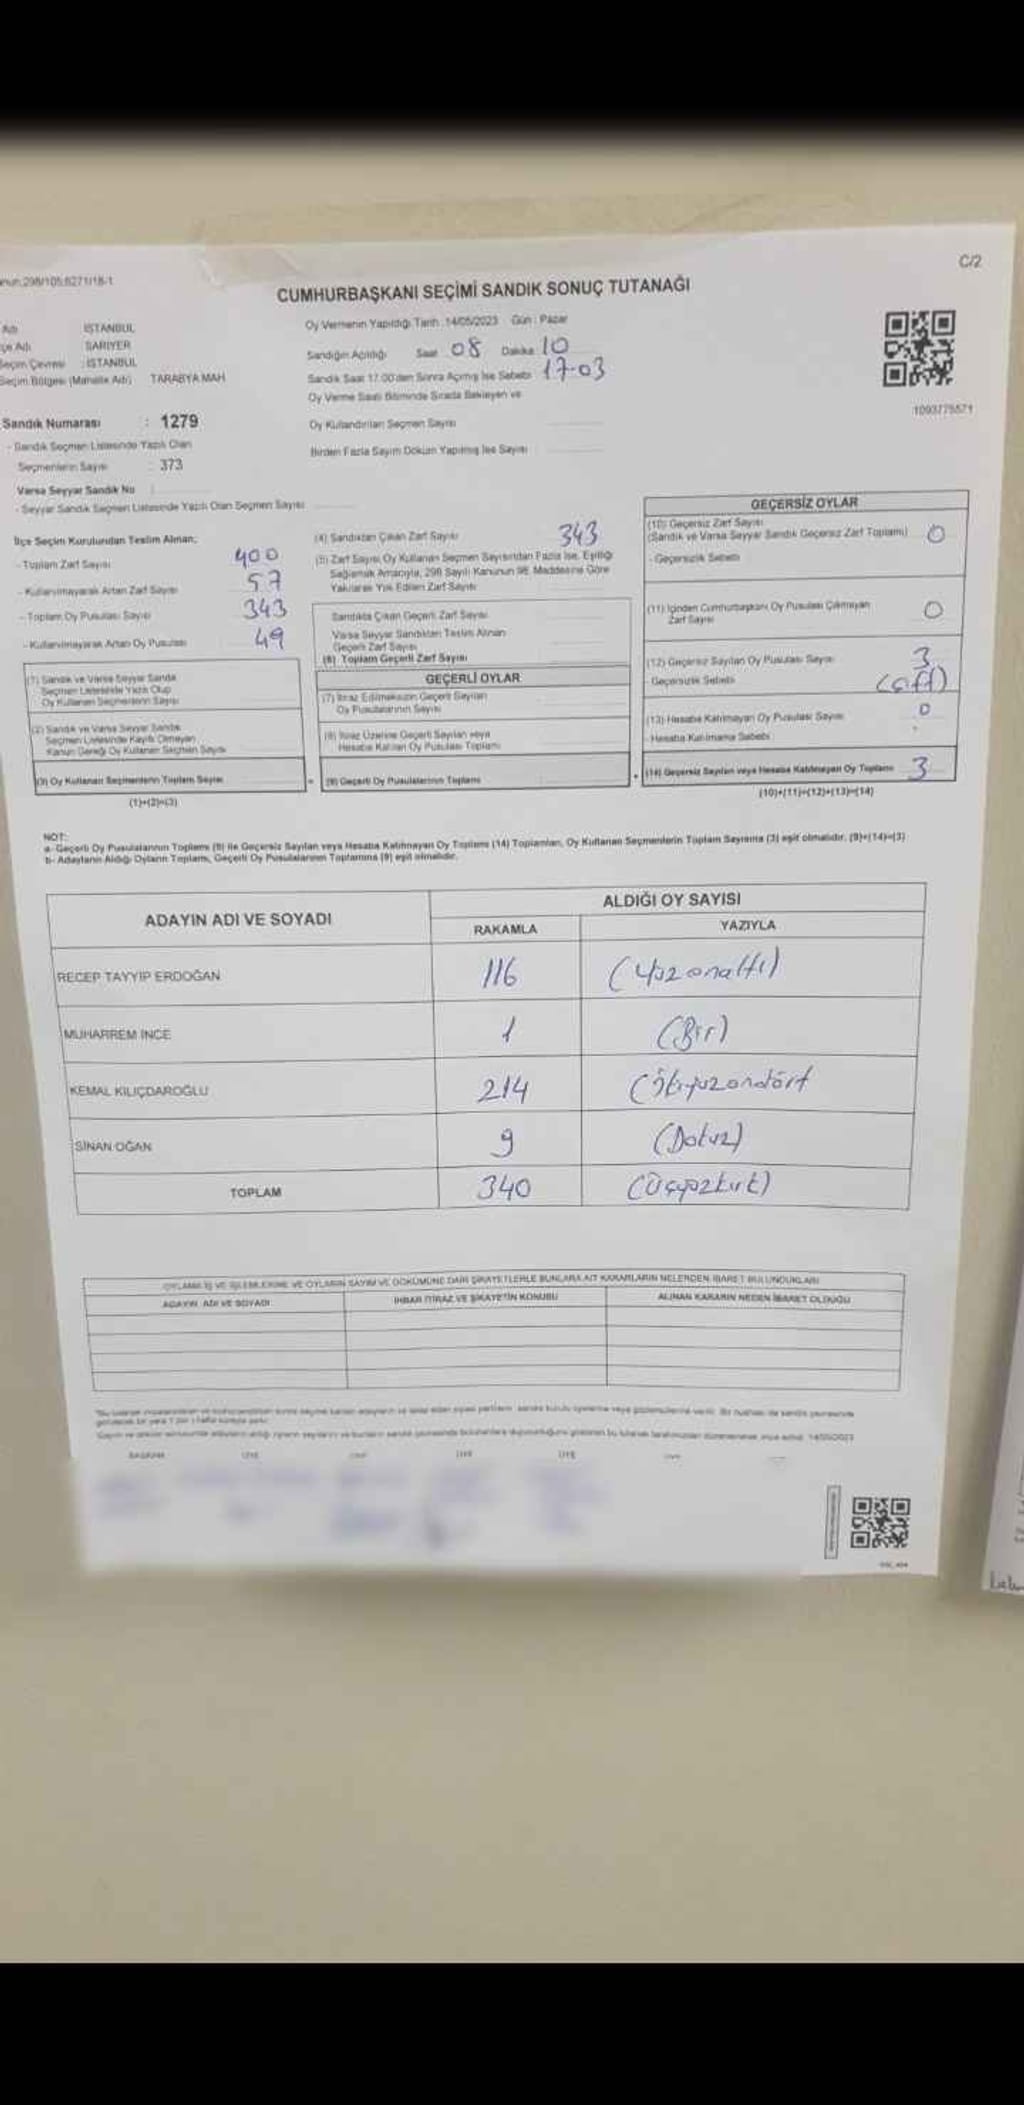 C/2
CUMHURBAŞKANI SEÇİMİ SANDIK SONUÇ TUTANAĞI
Adı İSTANBUL
SARIYER
Seçim Çevresi : İSTANBUL
Seçim Bölgesi (Mahalle Adı) TARABYA MAH
Oy Vermenin Yapıldığı Tarih : 14/05/2023 Gün : Pazar
Sandığın Açıldığı Saat 08 Dakika 10
Sandık Saat 17.00'den Sonra Açılmış İse Sebebi 17-03
Oy Verme Saati Bitiminde Sırada Bekleyen ve
Oy Kullandırılan Seçmen Sayısı
Birden Fazla Sayım Döküm Yapılmış İse Sayısı
1093775571
Sandık Numarası : 1279
- Sandık Seçmen Listesinde Yazılı Olan
Seçmenlerin Sayısı : 373
Varsa Seyyar Sandık No :
- Seyyar Sandık Seçmen Listesinde Yazılı Olan Seçmen Sayısı
İlçe Seçim Kurulundan Teslim Alınan;
- Toplam Zarf Sayısı 400
- Kullanılmayarak Artan Zarf Sayısı 57
- Toplam Oy Pusulası Sayısı 343
- Kullanılmayarak Artan Oy Pusulası 49
(1) Sandık ve Varsa Seyyar Sandık
Seçmen Listesinde Yazılı Olup
Oy Kullanan Seçmenlerin Sayısı
(2) Sandık ve Varsa Seyyar Sandık
Seçmen Listesinde Kayıtlı Olmayan
Kanun Gereği Oy Kullanan Seçmen Sayısı
(3) Oy Kullanan Seçmenlerin Toplam Sayısı
(1)+(2)=(3)
(4) Sandıktan Çıkan Zarf Sayısı 343
(5) Zarf Sayısı Oy Kullanan Seçmen Sayısından Fazla İse, Eşitliği
Sağlamak Amacıyla, 298 Sayılı Kanunun 98. Maddesine Göre
Yakılarak Yok Edilen Zarf Sayısı
Sandıkta Çıkan Geçerli Zarf Sayısı
Varsa Seyyar Sandıktan Teslim Alınan
Geçerli Zarf Sayısı
(6) Toplam Geçerli Zarf Sayısı
GEÇERLİ OYLAR
(7) İtiraz Edilmeksizin Geçerli Sayılan
Oy Pusulalarının Sayısı
(8) İtiraz Üzerine Geçerli Sayılan veya
Hesaba Katılan Oy Pusulası Toplamı
(9) Geçerli Oy Pusulalarının Toplamı
GEÇERSİZ OYLAR
(10) Geçersiz Zarf Sayısı
(Sandık ve Varsa Seyyar Sandık Geçersiz Zarf Toplamı) 0
- Geçersizlik Sebebi
(11) İçinden Cumhurbaşkanı Oy Pusulası Çıkmayan
Zarf Sayısı 0
(12) Geçersiz Sayılan Oy Pusulası Sayısı 3
- Geçersizlik Sebebi (Çift)
(13) Hesaba Katılmayan Oy Pusulası Sayısı 0
- Hesaba Katılmama Sebebi
(14) Geçersiz Sayılan veya Hesaba Katılmayan Oy Toplamı 3
(10)+(11)+(12)+(13)=(14)
NOT:
a- Geçerli Oy Pusulalarının Toplamı (9) ile Geçersiz Sayılan veya Hesaba Katılmayan Oy Toplamı (14) Toplamları, Oy Kullanan Seçmenlerin Toplam Sayısına (3) eşit olmalıdır. (9)+(14)=(3)
b- Adayların Aldığı Oyların Toplamı, Geçerli Oy Pusulalarının Toplamına (9) eşit olmalıdır.
ADAYIN ADI VE SOYADI
ALDIĞI OY SAYISI
RAKAMLA YAZIYLA
RECEP TAYYİP ERDOĞAN 116 (Yüzonaltı)
MUHARREM İNCE 1 (Bir)
KEMAL KILIÇDAROĞLU 214 (İkiyüzondört
SİNAN OĞAN 9 (Dokuz)
TOPLAM 340 (Üçyüzkırk)
OYLAMA İŞ VE İŞLEMLERİNE VE OYLARIN SAYIM VE DÖKÜMÜNE DAİR ŞİKAYETLERLE BUNLARA AİT KARARLARIN NELERDEN İBARET BULUNDUKLARI
ADAYIN ADI VE SOYADI
İHBAR İTİRAZ VE ŞİKAYETİN KONUSU
ALINAN KARARIN NEDEN İBARET OLDUĞU
BAŞKAN ÜYE ÜYE ÜYE ÜYE